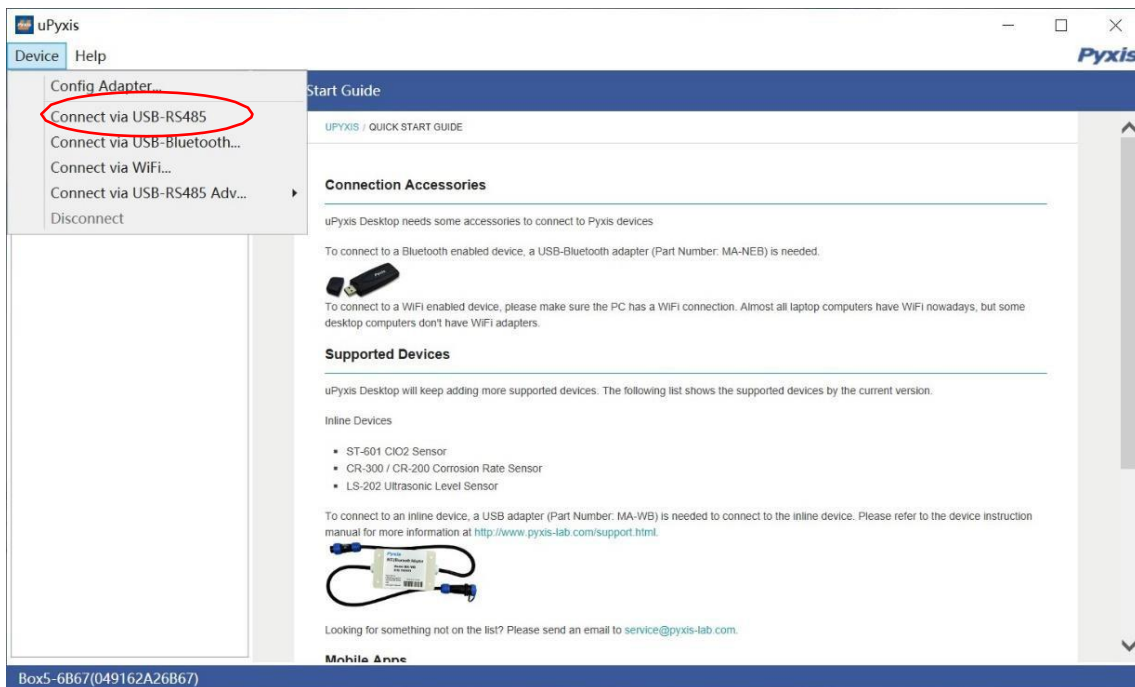 uPyxis
Device Help
Pyxis
Config Adapter...
Connect via USB-RS485
Connect via USB-Bluetooth...
Connect via WiFi...
Connect via USB-RS485 Adv...
Disconnect
Start Guide
UPYXIS / QUICK START GUIDE
Connection Accessories
uPyxis Desktop needs some accessories to connect to Pyxis devices
To connect to a Bluetooth enabled device, a USB-Bluetooth adapter (Part Number: MA-NEB) is needed.
Pyxis
To connect to a WiFi enabled device, please make sure the PC has a WiFi connection. Almost all laptop computers have WiFi nowadays, but some
desktop computers don't have WiFi adapters.
Supported Devices
uPyxis Desktop will keep adding more supported devices. The following list shows the supported devices by the current version.
Inline Devices
▪ ST-601 ClO2 Sensor
▪ CR-300 / CR-200 Corrosion Rate Sensor
▪ LS-202 Ultrasonic Level Sensor
To connect to an inline device, a USB adapter (Part Number: MA-WB) is needed to connect to the inline device. Please refer to the device instruction
manual for more information at http://www.pyxis-lab.com/support.html.
Pyxis
Looking for something not on the list? Please send an email to service@pyxis-lab.com.
Mobile Apps
Box5-6B67(049162A26B67)